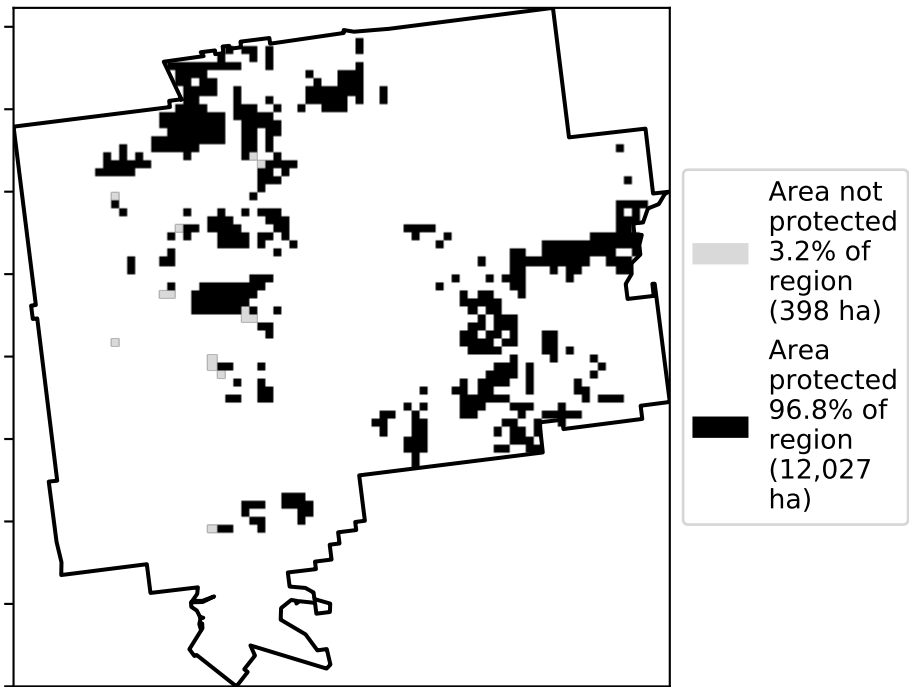 Area not
protected
3.2% of
region
(398 ha)
Area
protected
96.8% of
region
(12,027
ha)